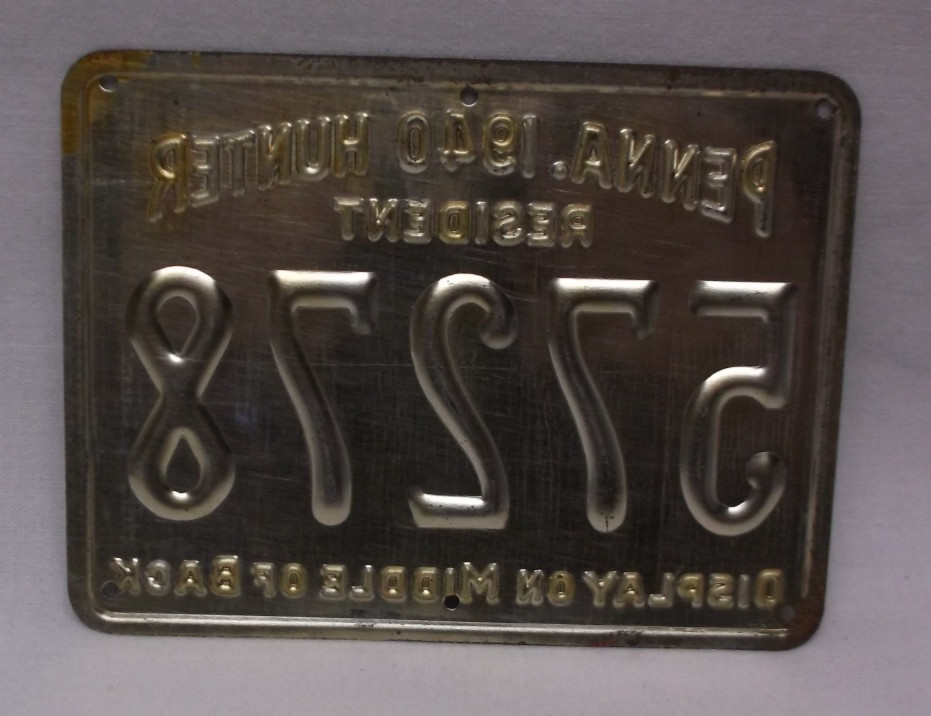 PENNA. 1940 HUNTER
RESIDENT
57278
DISPLAY ON MIDDLE OF BACK